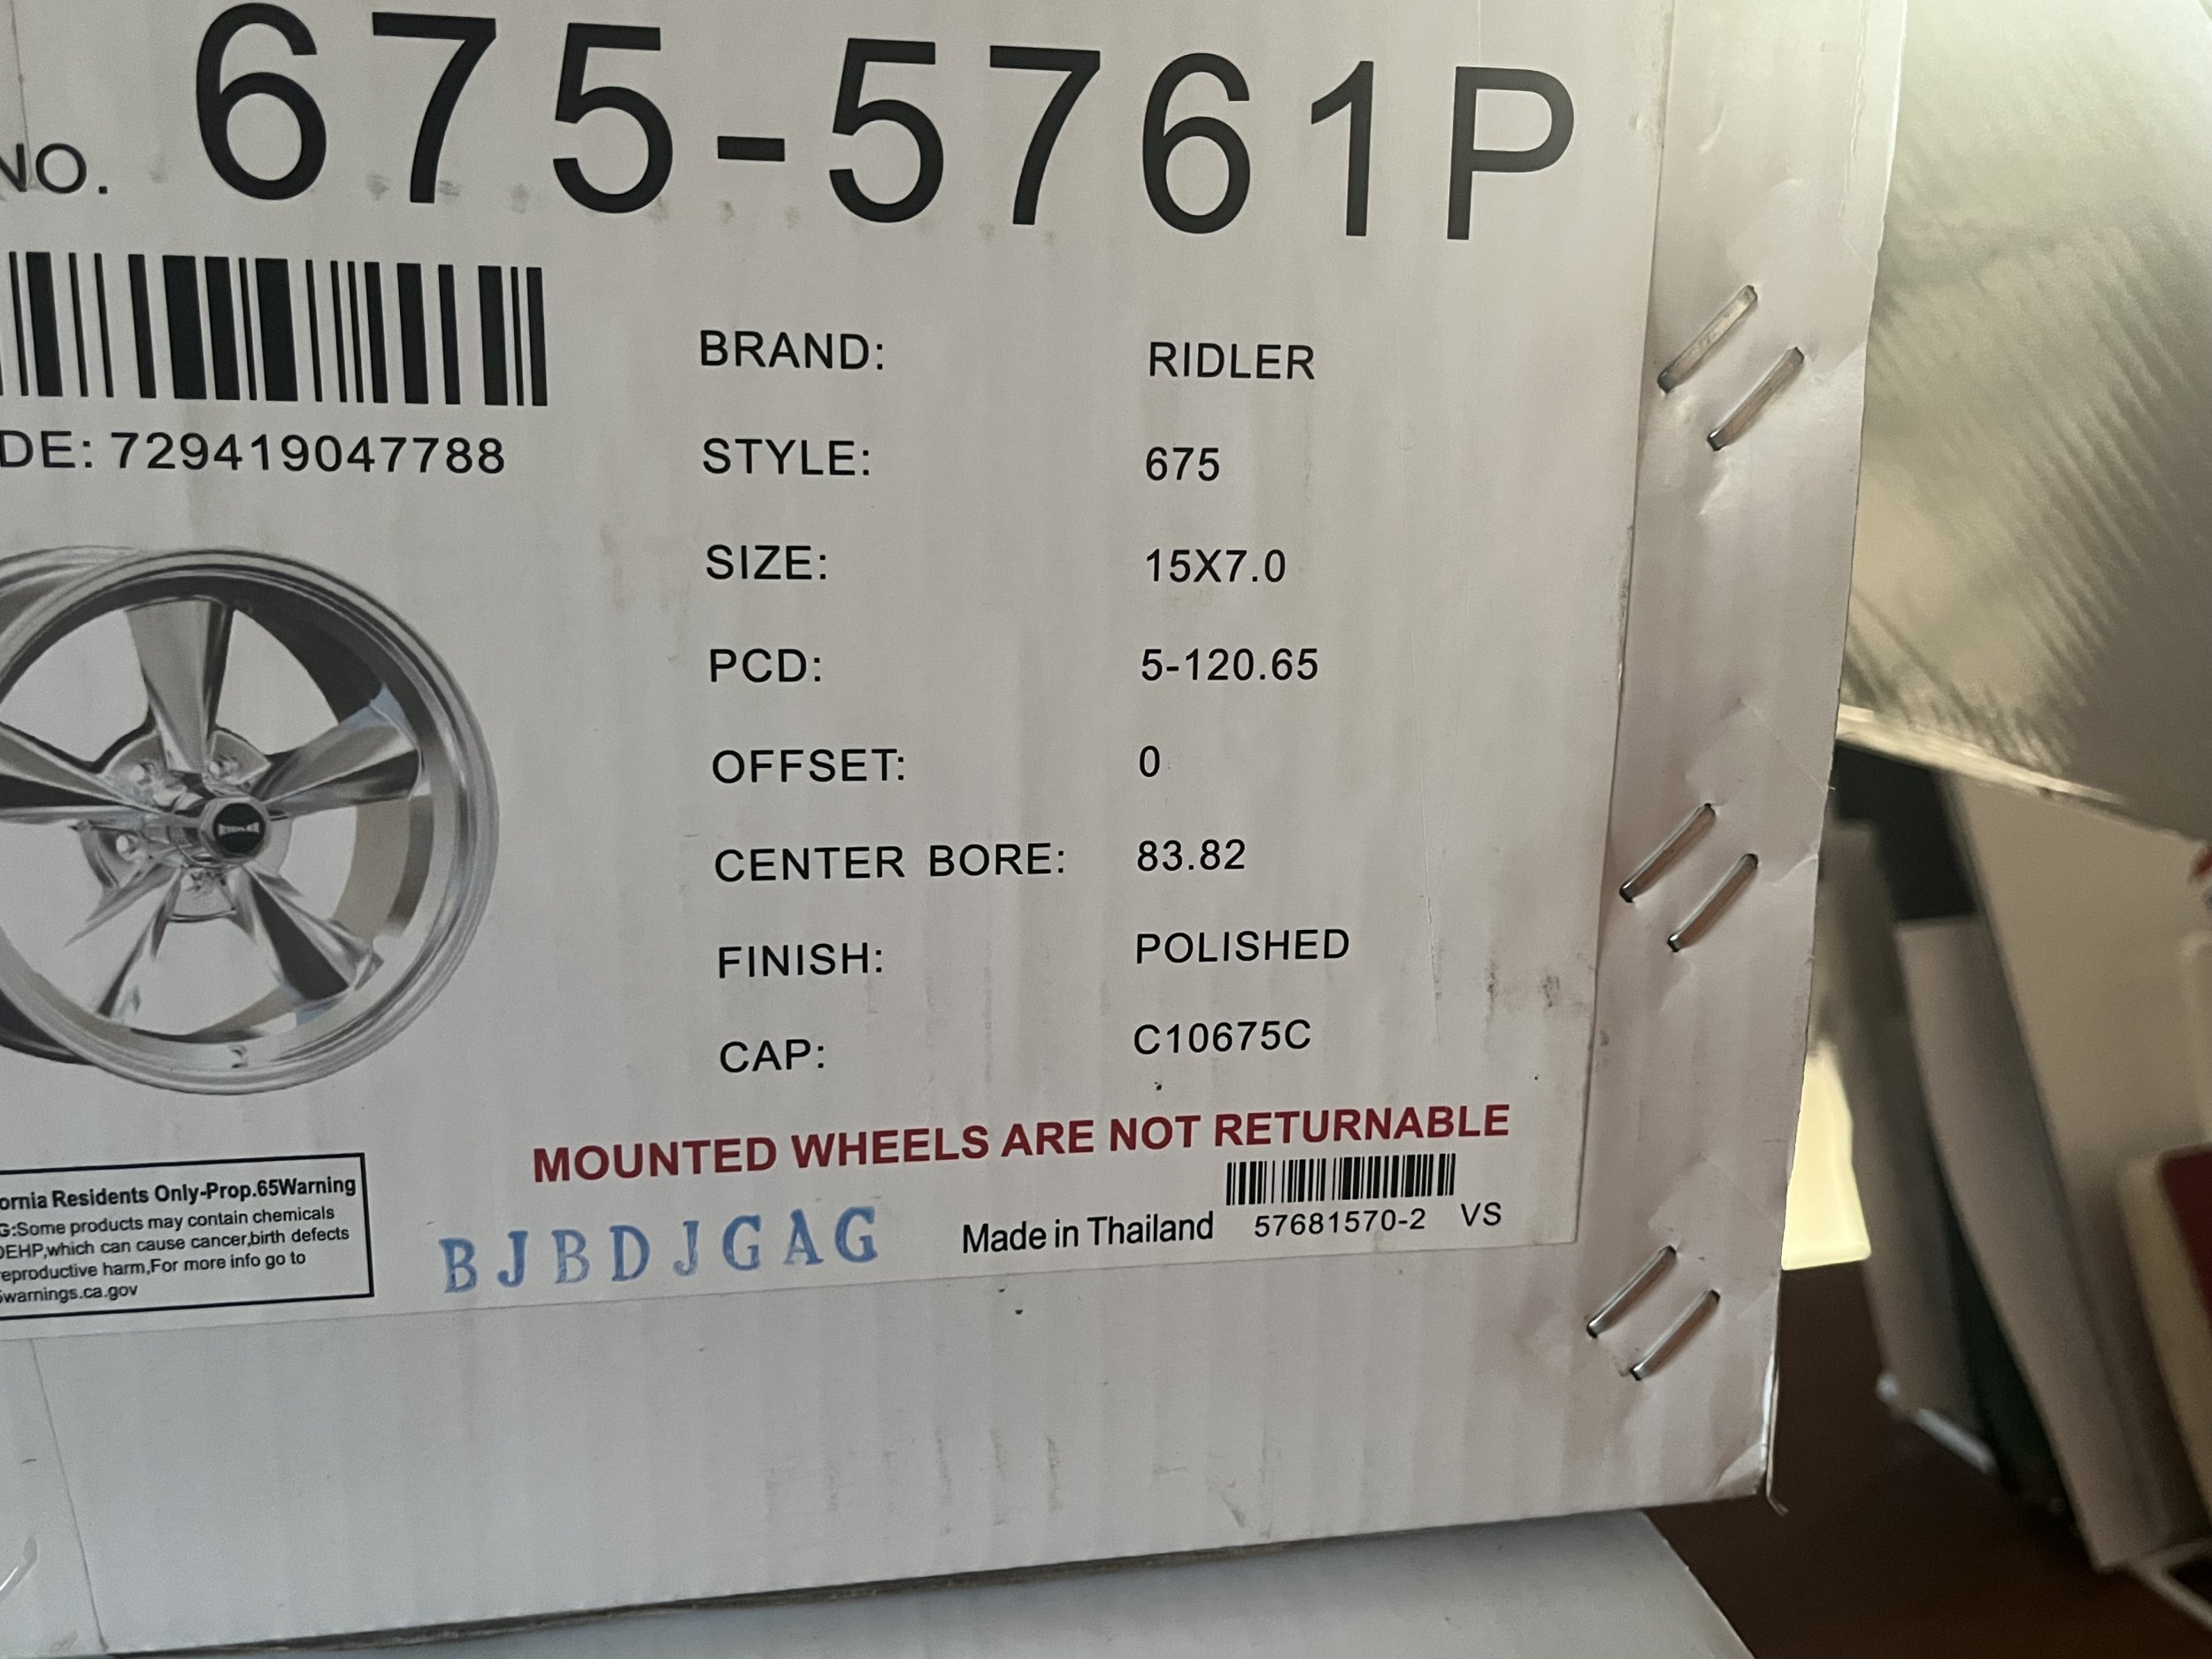 NO. 675-5761P
DE: 729419047788
BRAND: RIDLER
STYLE: 675
SIZE: 15X7.0
PCD: 5-120.65
OFFSET: 0
CENTER BORE: 83.82
FINISH: POLISHED
CAP: C10675C
RIDLER
MOUNTED WHEELS ARE NOT RETURNABLE
ornia Residents Only-Prop.65Warning
G:Some products may contain chemicals
DEHP,which can cause cancer,birth defects
eproductive harm,For more info go to
warnings.ca.gov
BJBDJGAG
Made in Thailand 57681570-2 VS